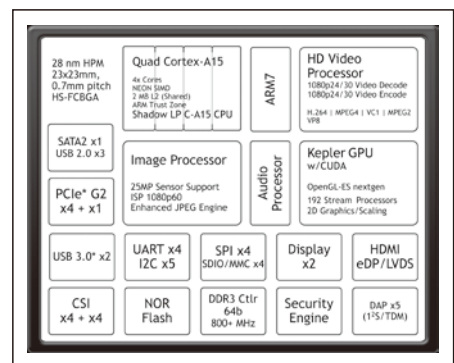 28 nm HPM
23x23mm,
0.7mm pitch
HS-FCBGA
Quad Cortex-A15
4x Cores
NEON SIMD
2 MB L2 (Shared)
ARM Trust Zone
Shadow LP C-A15 CPU
ARM7
HD Video
Processor
1080p24/30 Video Decode
1080p24/30 Video Encode
H.264 | MPEG4 | VC1 | MPEG2
VP8
SATA2 x1
USB 2.0 x3
PCIe* G2
x4 + x1
Image Processor
25MP Sensor Support
ISP 1080p60
Enhanced JPEG Engine
Audio
Processor
Kepler GPU
w/CUDA
OpenGL-ES nextgen
192 Stream Processors
2D Graphics/Scaling
USB 3.0* x2
UART x4
I2C x5
SPI x4
SDIO/MMC x4
Display
x2
HDMI
eDP/LVDS
CSI
x4 + x4
NOR
Flash
DDR3 Ctlr
64b
800+ MHz
Security
Engine
DAP x5
(I²S/TDM)